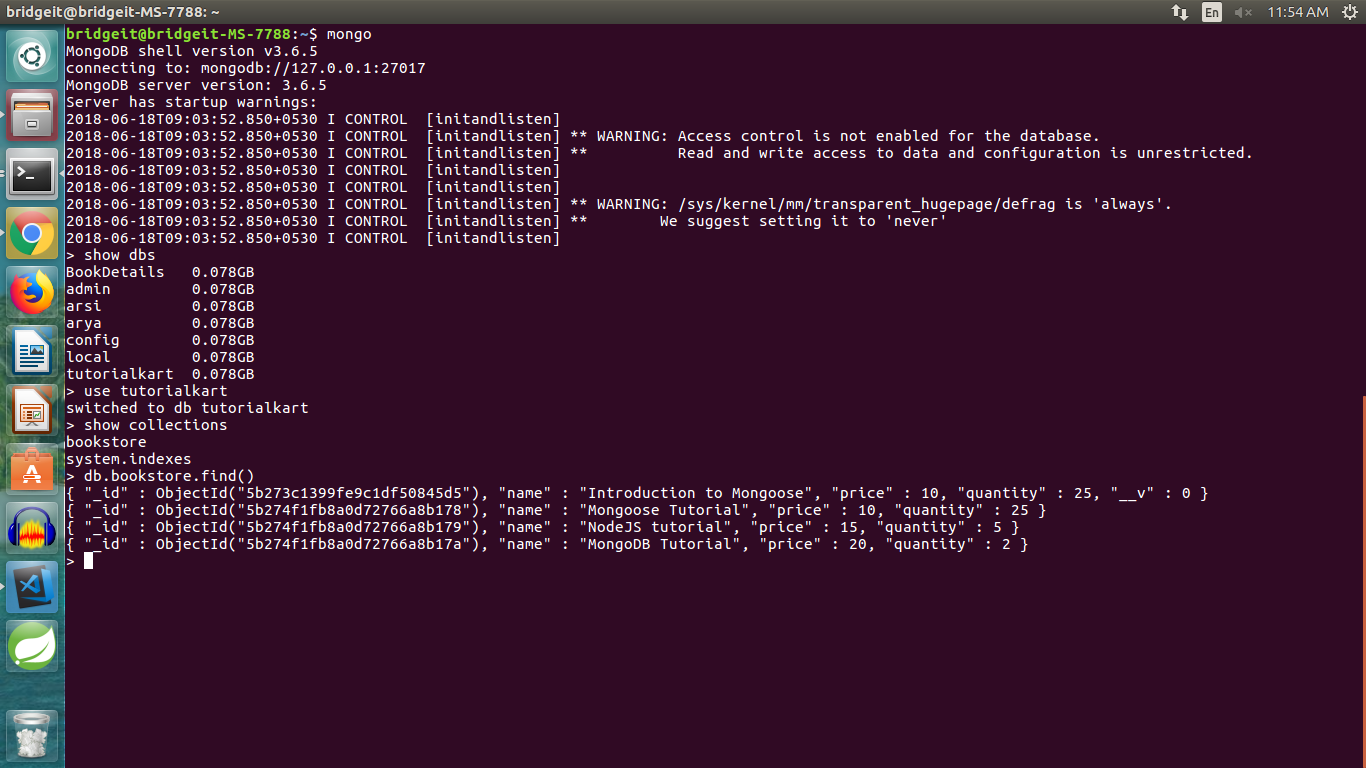 bridgeit@bridgeit-MS-7788: ~ En 11:54 AM
bridgeit@bridgeit-MS-7788:~$ mongo
MongoDB shell version v3.6.5
connecting to: mongodb://127.0.0.1:27017
MongoDB server version: 3.6.5
Server has startup warnings:
2018-06-18T09:03:52.850+0530 I CONTROL  [initandlisten]
2018-06-18T09:03:52.850+0530 I CONTROL  [initandlisten] ** WARNING: Access control is not enabled for the database.
2018-06-18T09:03:52.850+0530 I CONTROL  [initandlisten] **          Read and write access to data and configuration is unrestricted.
2018-06-18T09:03:52.850+0530 I CONTROL  [initandlisten]
2018-06-18T09:03:52.850+0530 I CONTROL  [initandlisten]
2018-06-18T09:03:52.850+0530 I CONTROL  [initandlisten] ** WARNING: /sys/kernel/mm/transparent_hugepage/defrag is 'always'.
2018-06-18T09:03:52.850+0530 I CONTROL  [initandlisten] **        We suggest setting it to 'never'
2018-06-18T09:03:52.850+0530 I CONTROL  [initandlisten]
> show dbs
BookDetails   0.078GB
admin         0.078GB
arsi          0.078GB
arya          0.078GB
config        0.078GB
local         0.078GB
tutorialkart  0.078GB
> use tutorialkart
switched to db tutorialkart
> show collections
bookstore
system.indexes
> db.bookstore.find()
{ "_id" : ObjectId("5b273c1399fe9c1df50845d5"), "name" : "Introduction to Mongoose", "price" : 10, "quantity" : 25, "__v" : 0 }
{ "_id" : ObjectId("5b274f1fb8a0d72766a8b178"), "name" : "Mongoose Tutorial", "price" : 10, "quantity" : 25 }
{ "_id" : ObjectId("5b274f1fb8a0d72766a8b179"), "name" : "NodeJS tutorial", "price" : 15, "quantity" : 5 }
{ "_id" : ObjectId("5b274f1fb8a0d72766a8b17a"), "name" : "MongoDB Tutorial", "price" : 20, "quantity" : 2 }
>